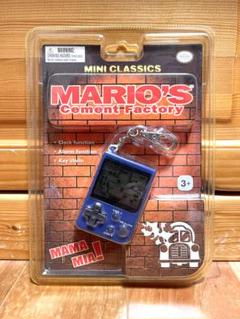 WARNING:
MINI CLASSICS
MARIO'S
Cement Factory
• Clock function
• Alarm function
• Key chain
3+
MAMA
MIA!